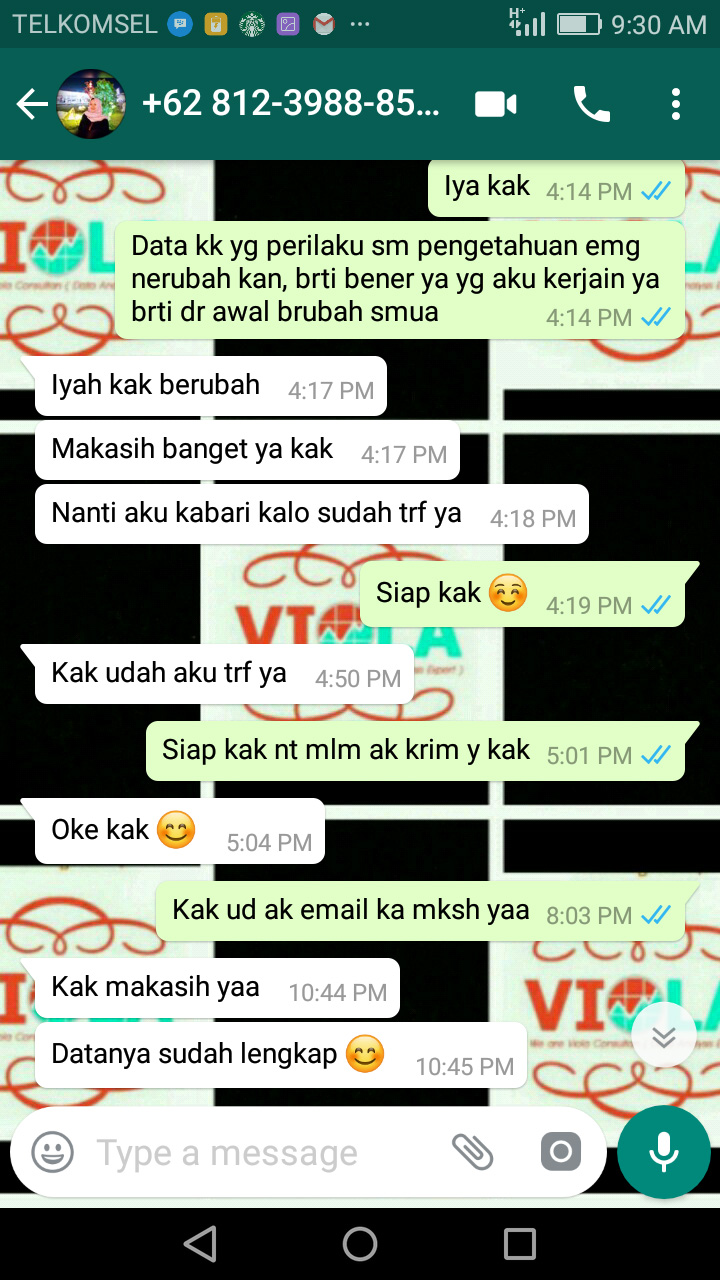 TELKOMSEL
9:30 AM
+62 812-3988-85...
Iya kak 4:14 PM
Data kk yg perilaku sm pengetahuan emg
nerubah kan, brti bener ya yg aku kerjain ya
brti dr awal brubah smua 4:14 PM
Iyah kak berubah 4:17 PM
Makasih banget ya kak 4:17 PM
Nanti aku kabari kalo sudah trf ya 4:18 PM
Siap kak ☺️ 4:19 PM
Kak udah aku trf ya 4:50 PM
Siap kak nt mlm ak krim y kak 5:01 PM
Oke kak 😊 5:04 PM
Kak ud ak email ka mksh yaa 8:03 PM
Kak makasih yaa 10:44 PM
Datanya sudah lengkap 😊 10:45 PM
VIOLA
Type a message